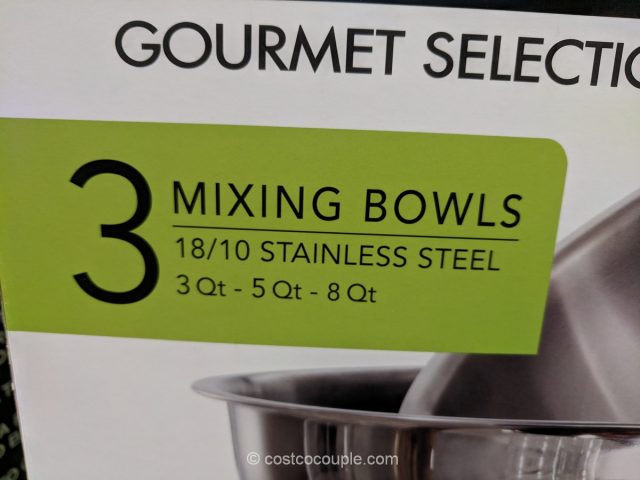 GOURMET SELECTIO
3
MIXING BOWLS
18/10 STAINLESS STEEL
3 Qt - 5 Qt - 8 Qt
© costcocouple.com